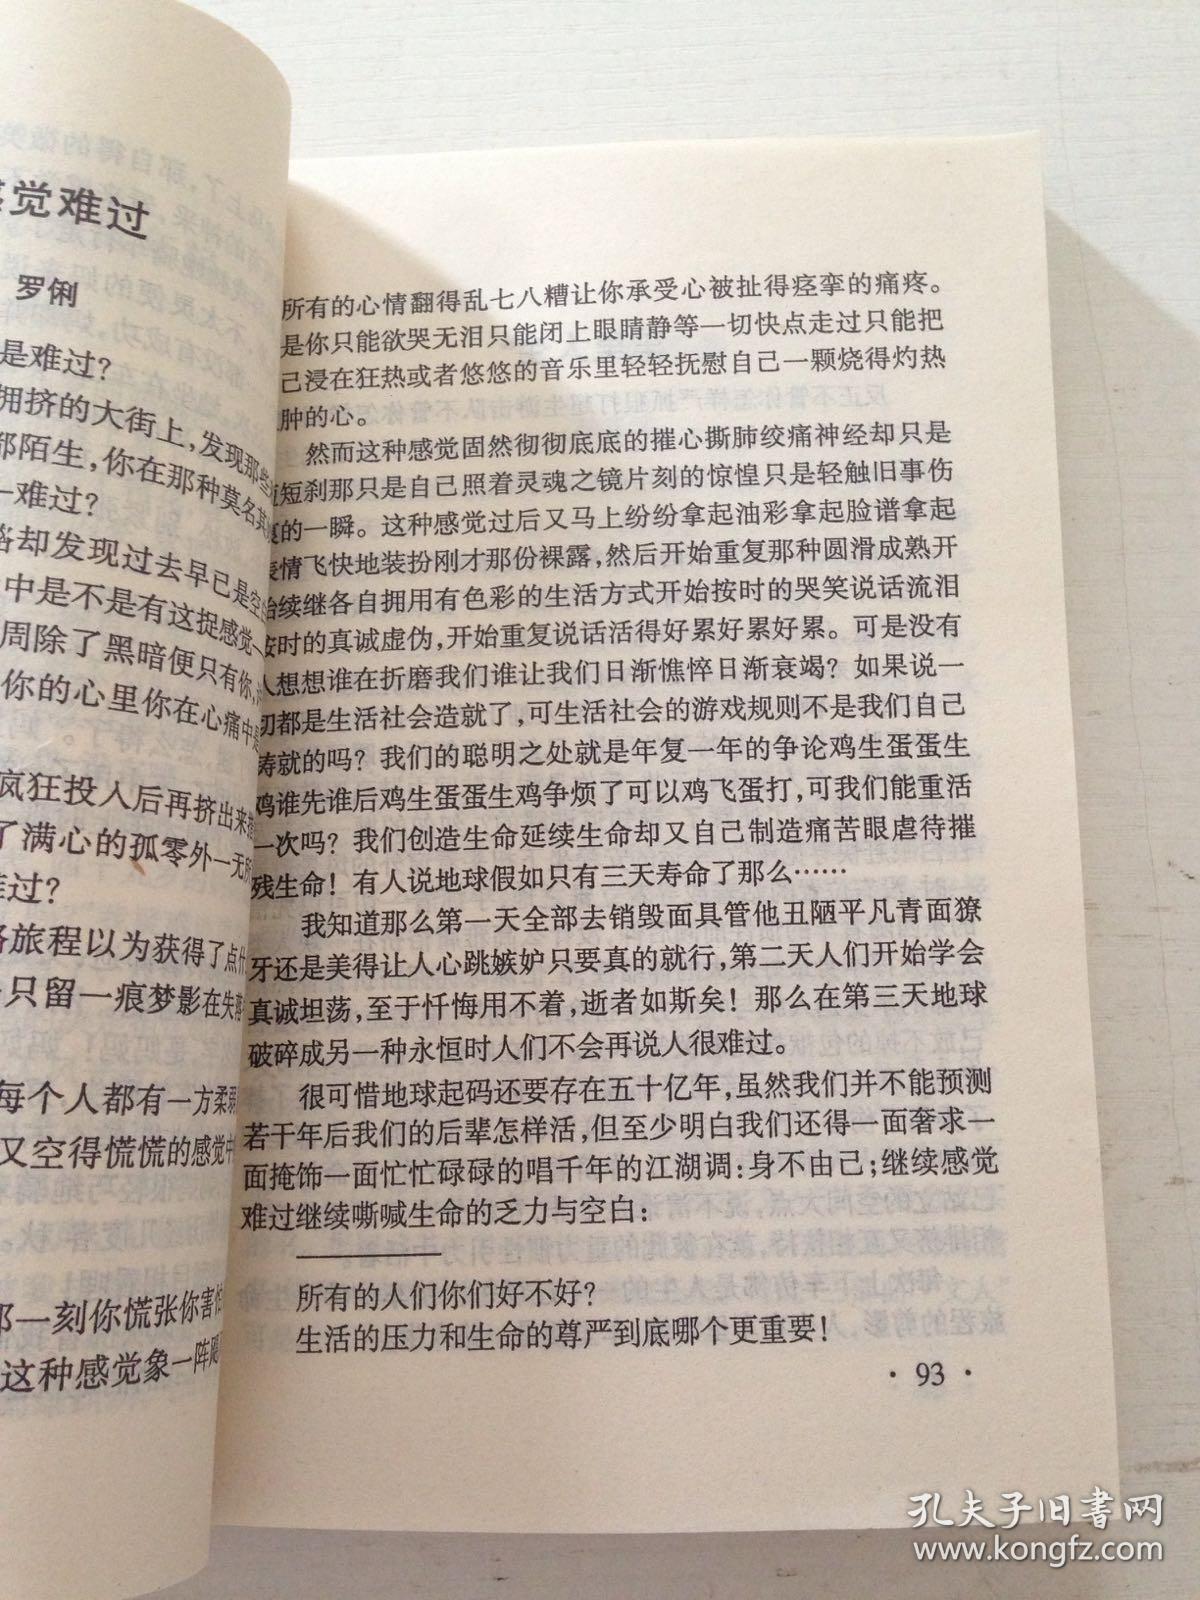 感觉难过
罗俐
是难过?
拥挤的大街上,发现那些
都陌生,你在那种莫名其
一难过?
路却发现过去早已是空
中是不是有这捉感觉一
周除了黑暗便只有你,
你的心里你在心痛中是
疯狂投人后再挤出来
了满心的孤零外一无所
难过?
旅程以为获得了点什
只留一痕梦影在失落
每个人都有一方柔
又空得慌慌的感觉中
那一刻你慌张你害怕
这种感觉象一阵飓
所有的心情翻得乱七八糟让你承受心被扯得痉挛的痛疼。
是你只能欲哭无泪只能闭上眼睛静等一切快点走过只能把
己浸在狂热或者悠悠的音乐里轻轻抚慰自己一颗烧得灼热
肿的心。
然而这种感觉固然彻彻底底的摧心撕肺绞痛神经却只是
短刹那只是自己照着灵魂之镜片刻的惊惶只是轻触旧事伤
的一瞬。这种感觉过后又马上纷纷拿起油彩拿起脸谱拿起
表情飞快地装扮刚才那份裸露,然后开始重复那种圆滑成熟开
始续继各自拥用有色彩的生活方式开始按时的哭笑说话流泪
按时的真诚虚伪,开始重复说话活得好累好累好累。可是没有
人想想谁在折磨我们谁让我们日渐憔悴日渐衰竭?如果说一
切都是生活社会造就了,可生活社会的游戏规则不是我们自己
铸就的吗?我们的聪明之处就是年复一年的争论鸡生蛋蛋生
鸡谁先谁后鸡生蛋蛋生鸡争烦了可以鸡飞蛋打,可我们能重活
一次吗?我们创造生命延续生命却又自己制造痛苦眼虐待摧
残生命!有人说地球假如只有三天寿命了那么……
我知道那么第一天全部去销毁面具管他丑陋平凡青面獠
牙还是美得让人心跳嫉妒只要真的就行,第二天人们开始学会
真诚坦荡,至于忏悔用不着,逝者如斯矣!那么在第三天地球
破碎成另一种永恒时人们不会再说人很难过。
很可惜地球起码还要存在五十亿年,虽然我们并不能预测
若干年后我们的后辈怎样活,但至少明白我们还得一面奢求一
面掩饰一面忙忙碌碌的唱千年的江湖调:身不由己;继续感觉
难过继续嘶喊生命的乏力与空白:
所有的人们你们好不好?
生活的压力和生命的尊严到底哪个更重要!
·93·
孔夫子旧书网
www.kongfz.com